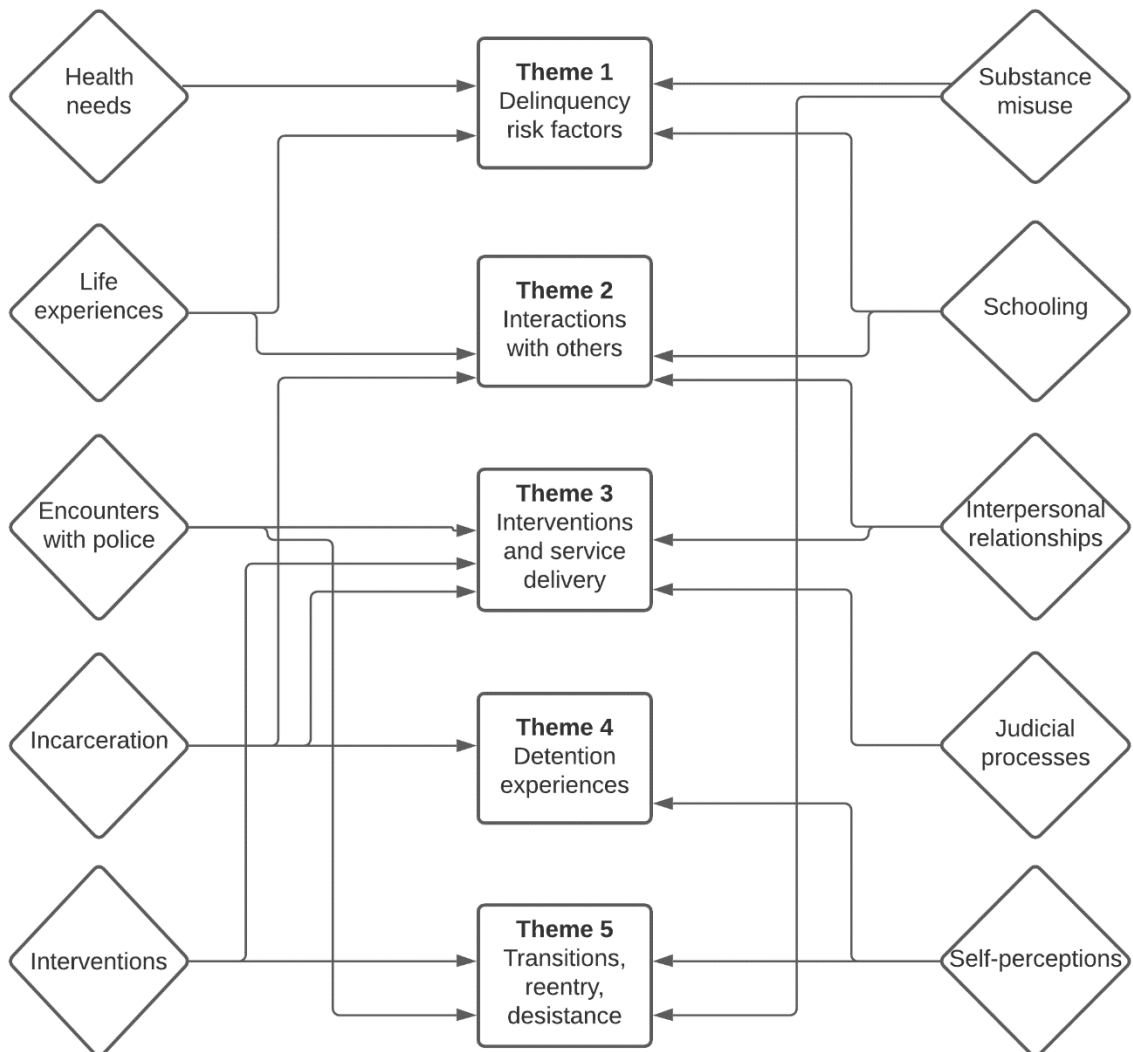 Health
needs
Theme 1
Delinquency
risk factors
Substance
misuse
Life
experiences
Theme 2
Interactions
with others
Schooling
Encounters
with police
Theme 3
Interventions
and service
delivery
Interpersonal
relationships
Incarceration
Theme 4
Detention
experiences
Judicial
processes
Interventions
Theme 5
Transitions,
reentry,
desistance
Self-perceptions